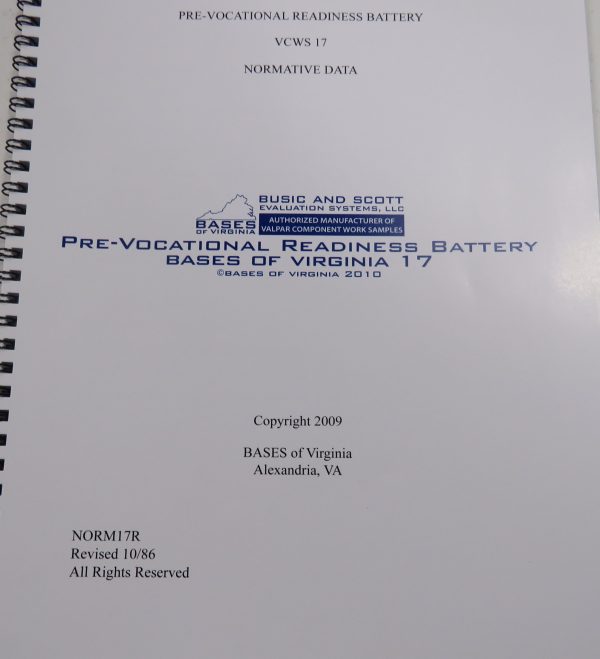 PRE-VOCATIONAL READINESS BATTERY
VCWS 17
NORMATIVE DATA
BUSIC AND SCOTT
EVALUATION SYSTEMS, LLC
BASES
OF VIRGINIA
AUTHORIZED MANUFACTURER OF
VALPAR COMPONENT WORK SAMPLES
PRE-VOCATIONAL READINESS BATTERY
BASES OF VIRGINIA 17
©BASES OF VIRGINIA 2010
Copyright 2009
BASES of Virginia
Alexandria, VA
NORM17R
Revised 10/86
All Rights Reserved